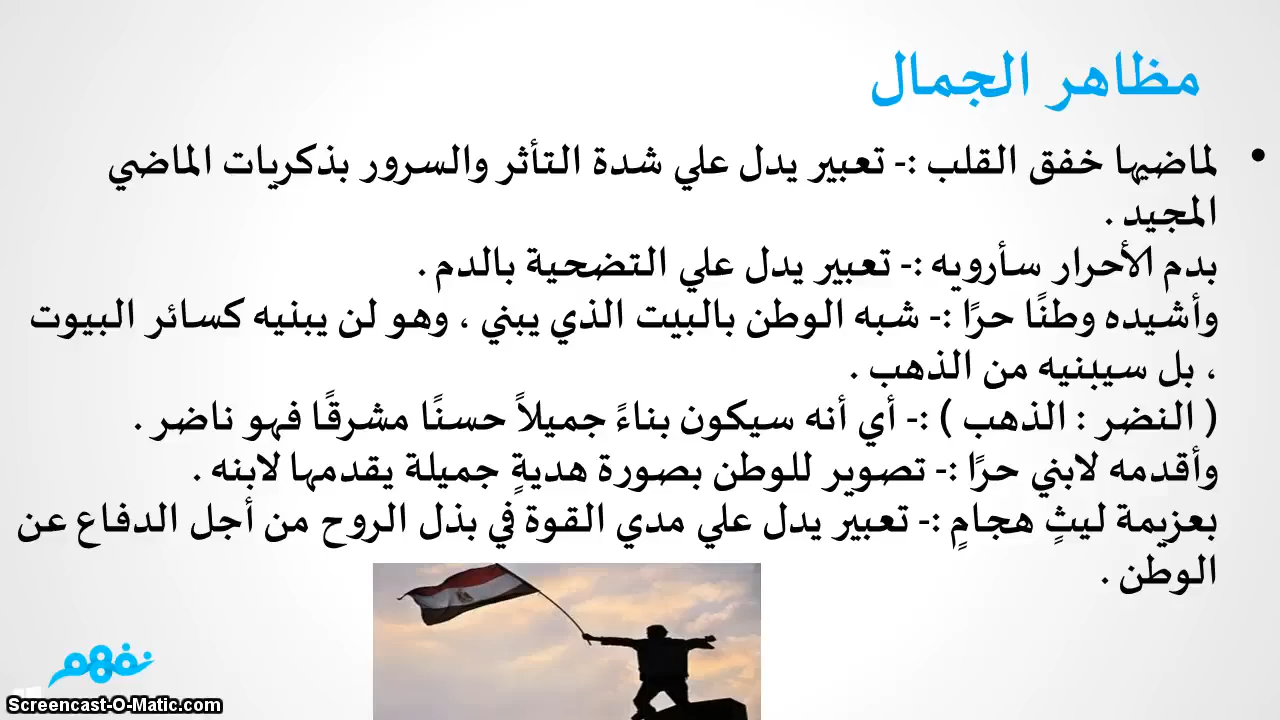 مظاهر الجمال
• لماضيها خفق القلب :- تعبير يدل علي شدة التأثر والسرور بذكريات الماضي
المجيد .
بدم الأحرار سأرويه :- تعبير يدل علي التضحية بالدم .
وأشيده وطنًا حرًا :- شبه الوطن بالبيت الذي يبني ، وهو لن يبنيه كسائر البيوت
، بل سيبنيه من الذهب .
( النضر : الذهب ) :- أي أنه سيكون بناءً جميلاً حسنًا مشرقًا فهو ناضر .
وأقدمه لابني حرًا :- تصوير للوطن بصورة هديةٍ جميلة يقدمها لابنه .
بعزيمة ليثٍ هجامٍ :- تعبير يدل علي مدي القوة في بذل الروح من أجل الدفاع عن
الوطن .
نفهم
Screencast-O-Matic.com